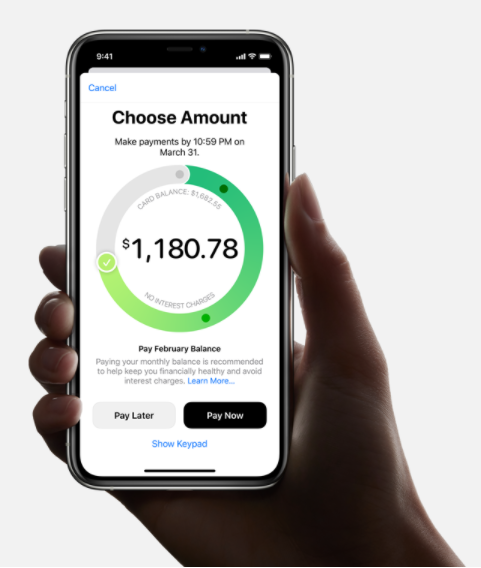 9:41
Cancel
Choose Amount
Make payments by 10:59 PM on
March 31.
CARD BALANCE: $1,682.55
$1,180.78
NO INTEREST CHARGES
Pay February Balance
Paying your monthly balance is recommended
to help keep you financially healthy and avoid
interest charges. Learn More...
Pay Later
Pay Now
Show Keypad